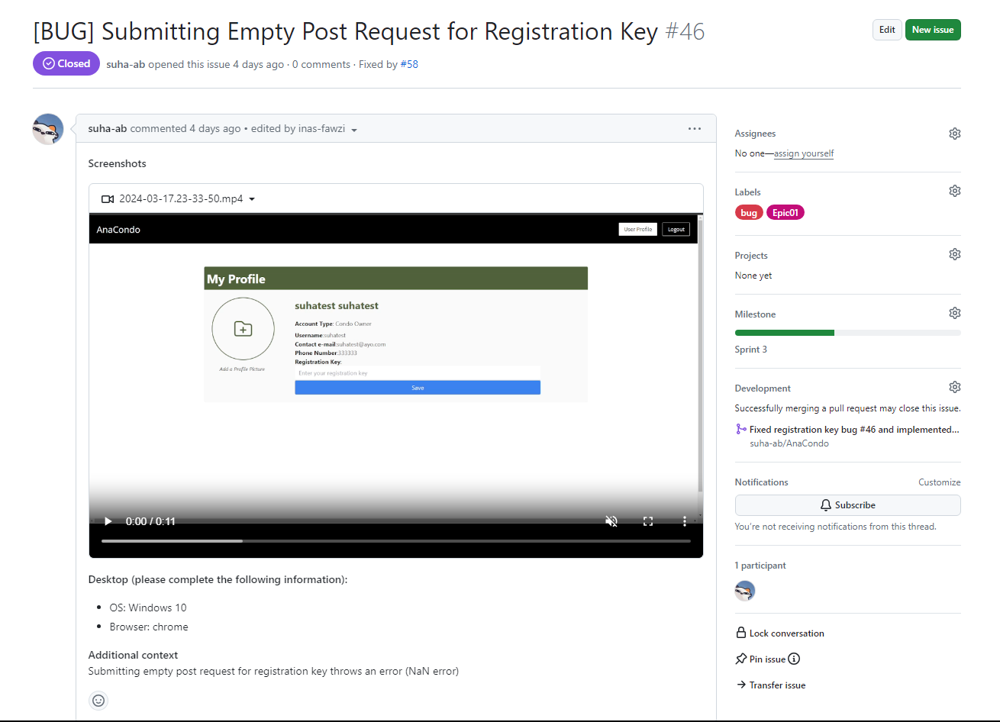 [BUG] Submitting Empty Post Request for Registration Key #46
Edit
New issue
Closed
suha-ab opened this issue 4 days ago · 0 comments · Fixed by #58
suha-ab commented 4 days ago • edited by inas-fawzi
Screenshots
2024-03-17.23-33-50.mp4
AnaCondo
User Profile
Logout
My Profile
suhatest suhatest
Account Type: Condo Owner
Username:suhatest
Contact e-mail:suhatest@ayo.com
Phone Number:333333
Registration Key:
Add a Profile Picture
Enter your registration key
Save
0:00 / 0:11
Desktop (please complete the following information):
• OS: Windows 10
• Browser: chrome
Additional context
Submitting empty post request for registration key throws an error (NaN error)
Assignees
No one—assign yourself
Labels
bug
Epic01
Projects
None yet
Milestone
Sprint 3
Development
Successfully merging a pull request may close this issue.
Fixed registration key bug #46 and implemented...
suha-ab/AnaCondo
Notifications
Customize
Subscribe
You're not receiving notifications from this thread.
1 participant
Lock conversation
Pin issue
Transfer issue